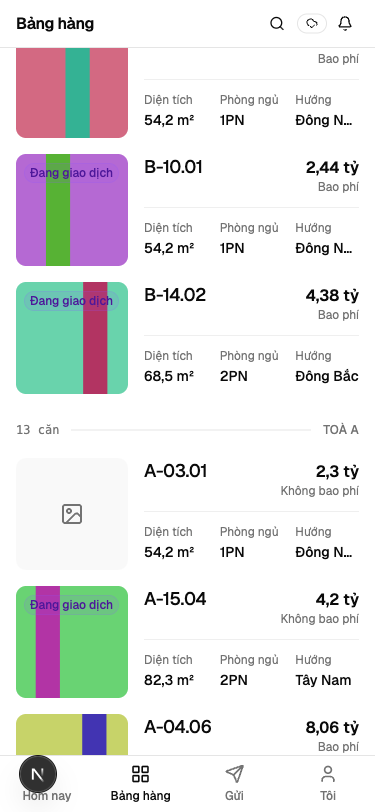 Bảng hàng
Bao phí
Diện tích Phòng ngủ Hướng
54,2 m² 1PN Đông N...
Đang giao dịch
B-10.01 2,44 tỷ
Bao phí
Diện tích Phòng ngủ Hướng
54,2 m² 1PN Đông N...
Đang giao dịch
B-14.02 4,38 tỷ
Bao phí
Diện tích Phòng ngủ Hướng
68,5 m² 2PN Đông Bắc
13 căn TOÀ A
A-03.01 2,3 tỷ
Không bao phí
Diện tích Phòng ngủ Hướng
54,2 m² 1PN Đông N...
Đang giao dịch
A-15.04 4,2 tỷ
Không bao phí
Diện tích Phòng ngủ Hướng
82,3 m² 2PN Tây Nam
A-04.06 8,06 tỷ
Bao phí
N
Hôm nay Bảng hàng Gửi Tôi